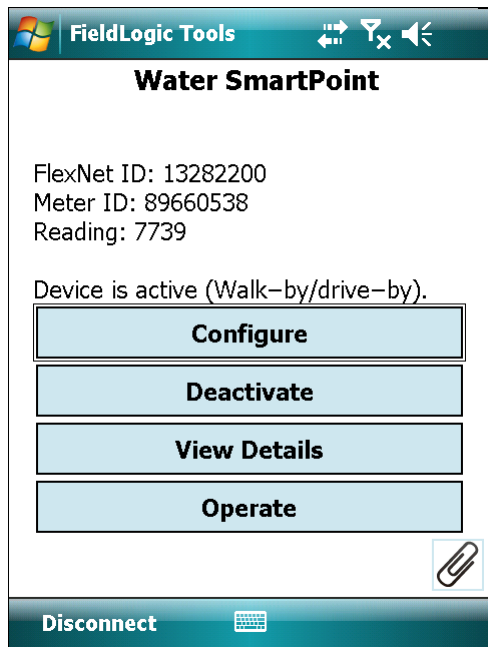 FieldLogic Tools
Water SmartPoint
FlexNet ID: 13282200
Meter ID: 89660538
Reading: 7739
Device is active (Walk–by/drive–by).
Configure
Deactivate
View Details
Operate
Disconnect